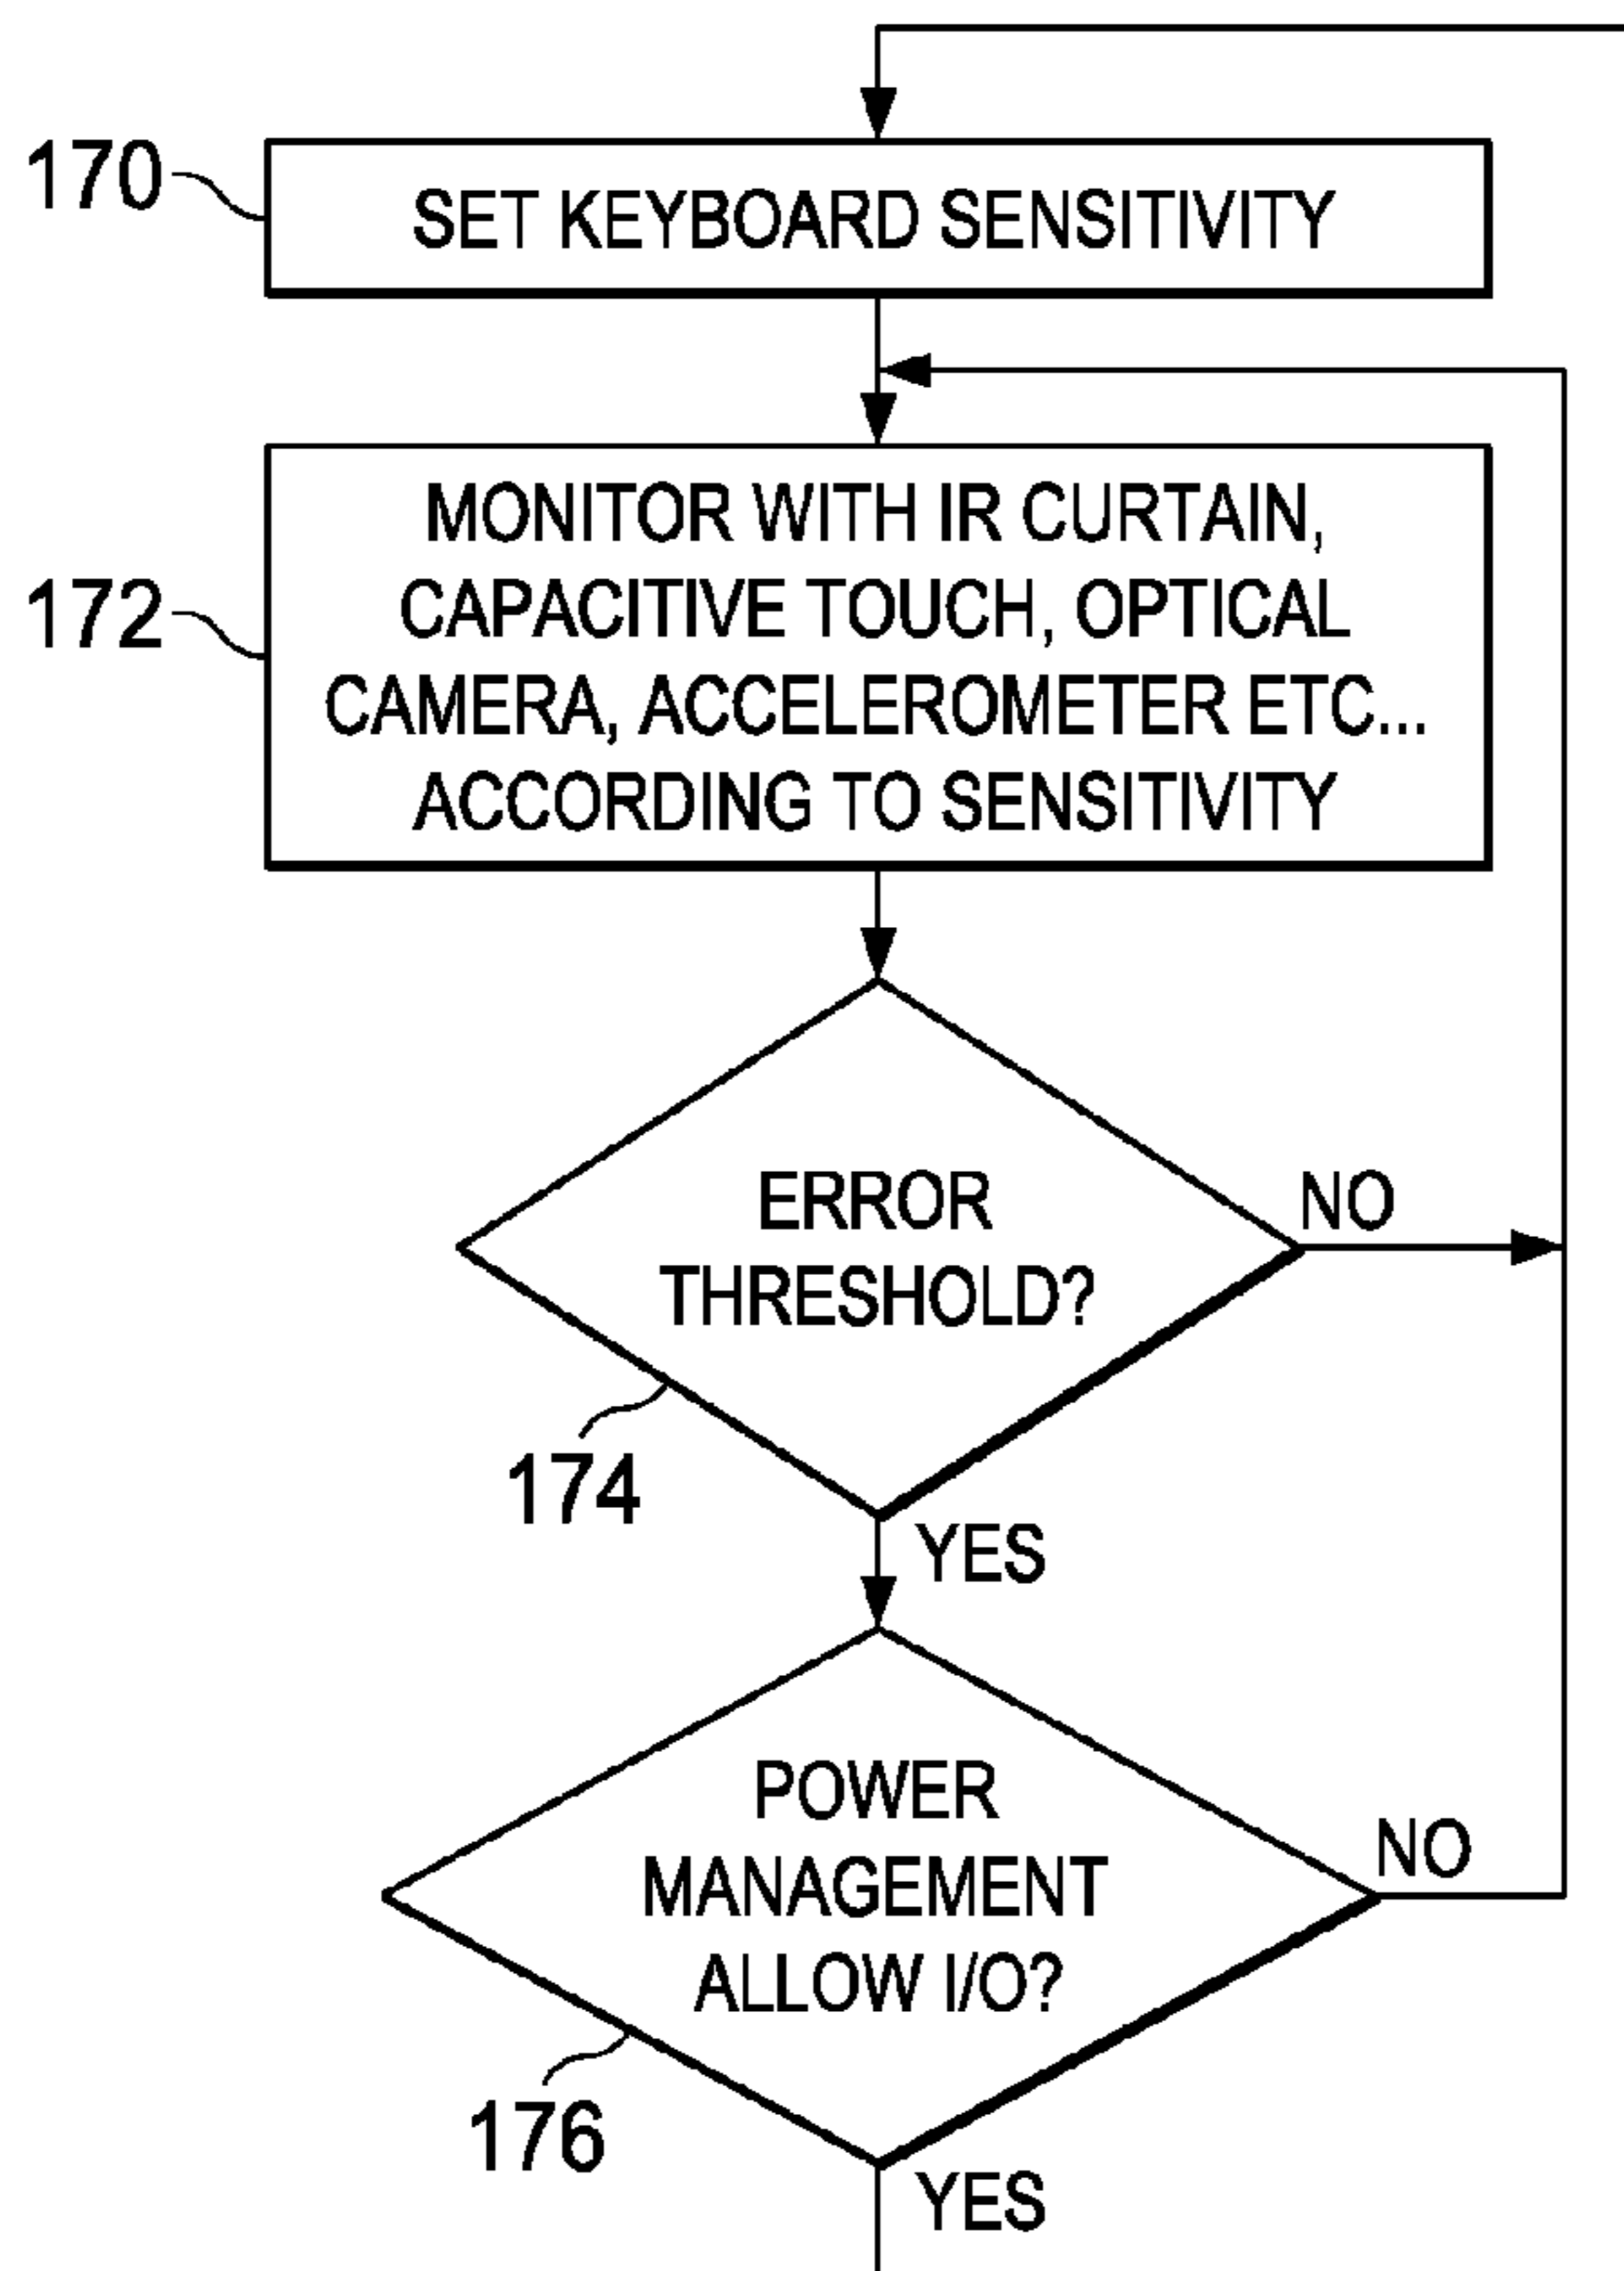 170
SET KEYBOARD SENSITIVITY
172
MONITOR WITH IR CURTAIN,
CAPACITIVE TOUCH, OPTICAL
CAMERA, ACCELEROMETER ETC...
ACCORDING TO SENSITIVITY
ERROR
THRESHOLD?
NO
174
YES
POWER
MANAGEMENT
ALLOW I/O?
NO
176
YES